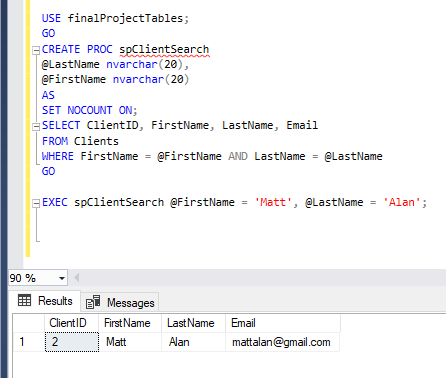 USE finalProjectTables;
GO
CREATE PROC spClientSearch
@LastName nvarchar(20),
@FirstName nvarchar(20)
AS
SET NOCOUNT ON;
SELECT ClientID, FirstName, LastName, Email
FROM Clients
WHERE FirstName = @FirstName AND LastName = @LastName
GO
EXEC spClientSearch @FirstName = 'Matt', @LastName = 'Alan';
90 %
Results Messages
ClientID FirstName LastName Email
1 2 Matt Alan mattalan@gmail.com